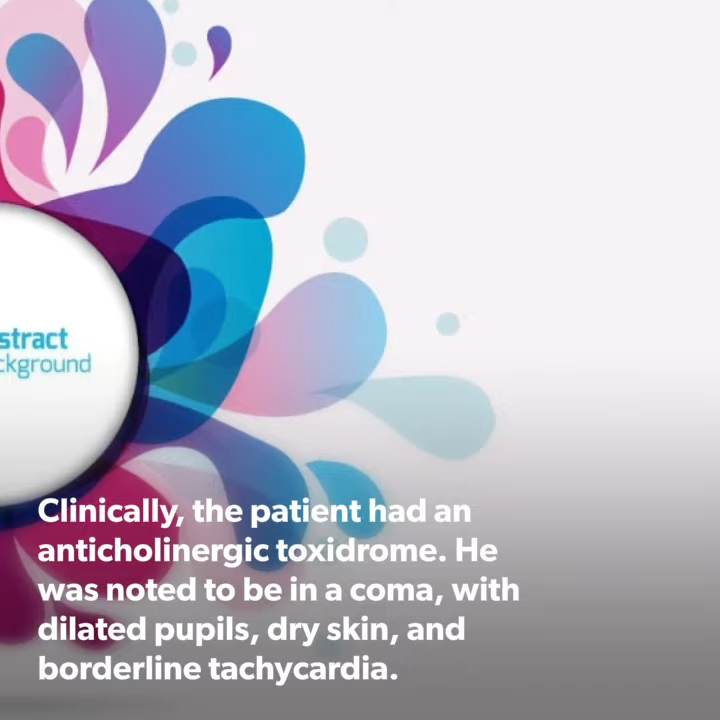 stract
ckground
Clinically, the patient had an
anticholinergic toxidrome. He
was noted to be in a coma, with
dilated pupils, dry skin, and
borderline tachycardia.